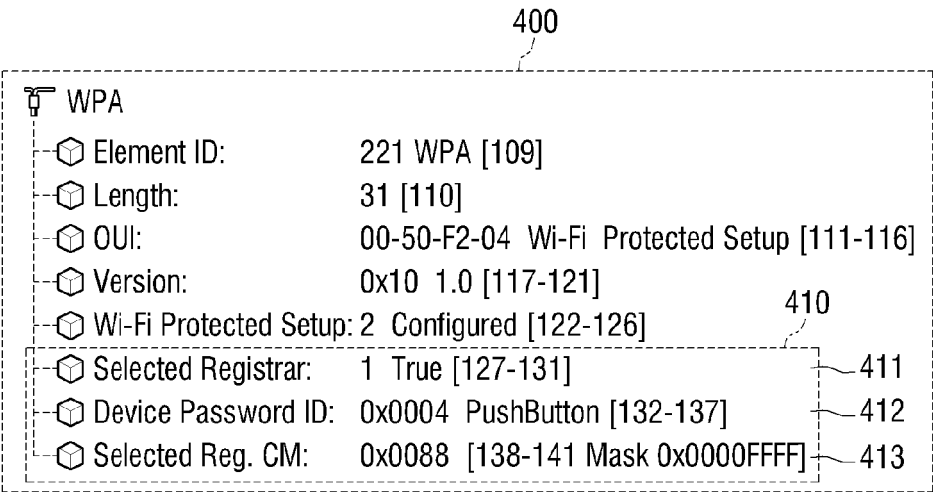 400
WPA
Element ID: 221 WPA [109]
Length: 31 [110]
OUI: 00-50-F2-04 Wi-Fi Protected Setup [111-116]
Version: 0x10 1.0 [117-121]
410
Wi-Fi Protected Setup: 2 Configured [122-126]
Selected Registrar: 1 True [127-131] 411
Device Password ID: 0x0004 PushButton [132-137] 412
Selected Reg. CM: 0x0088 [138-141 Mask 0x0000FFFF] 413